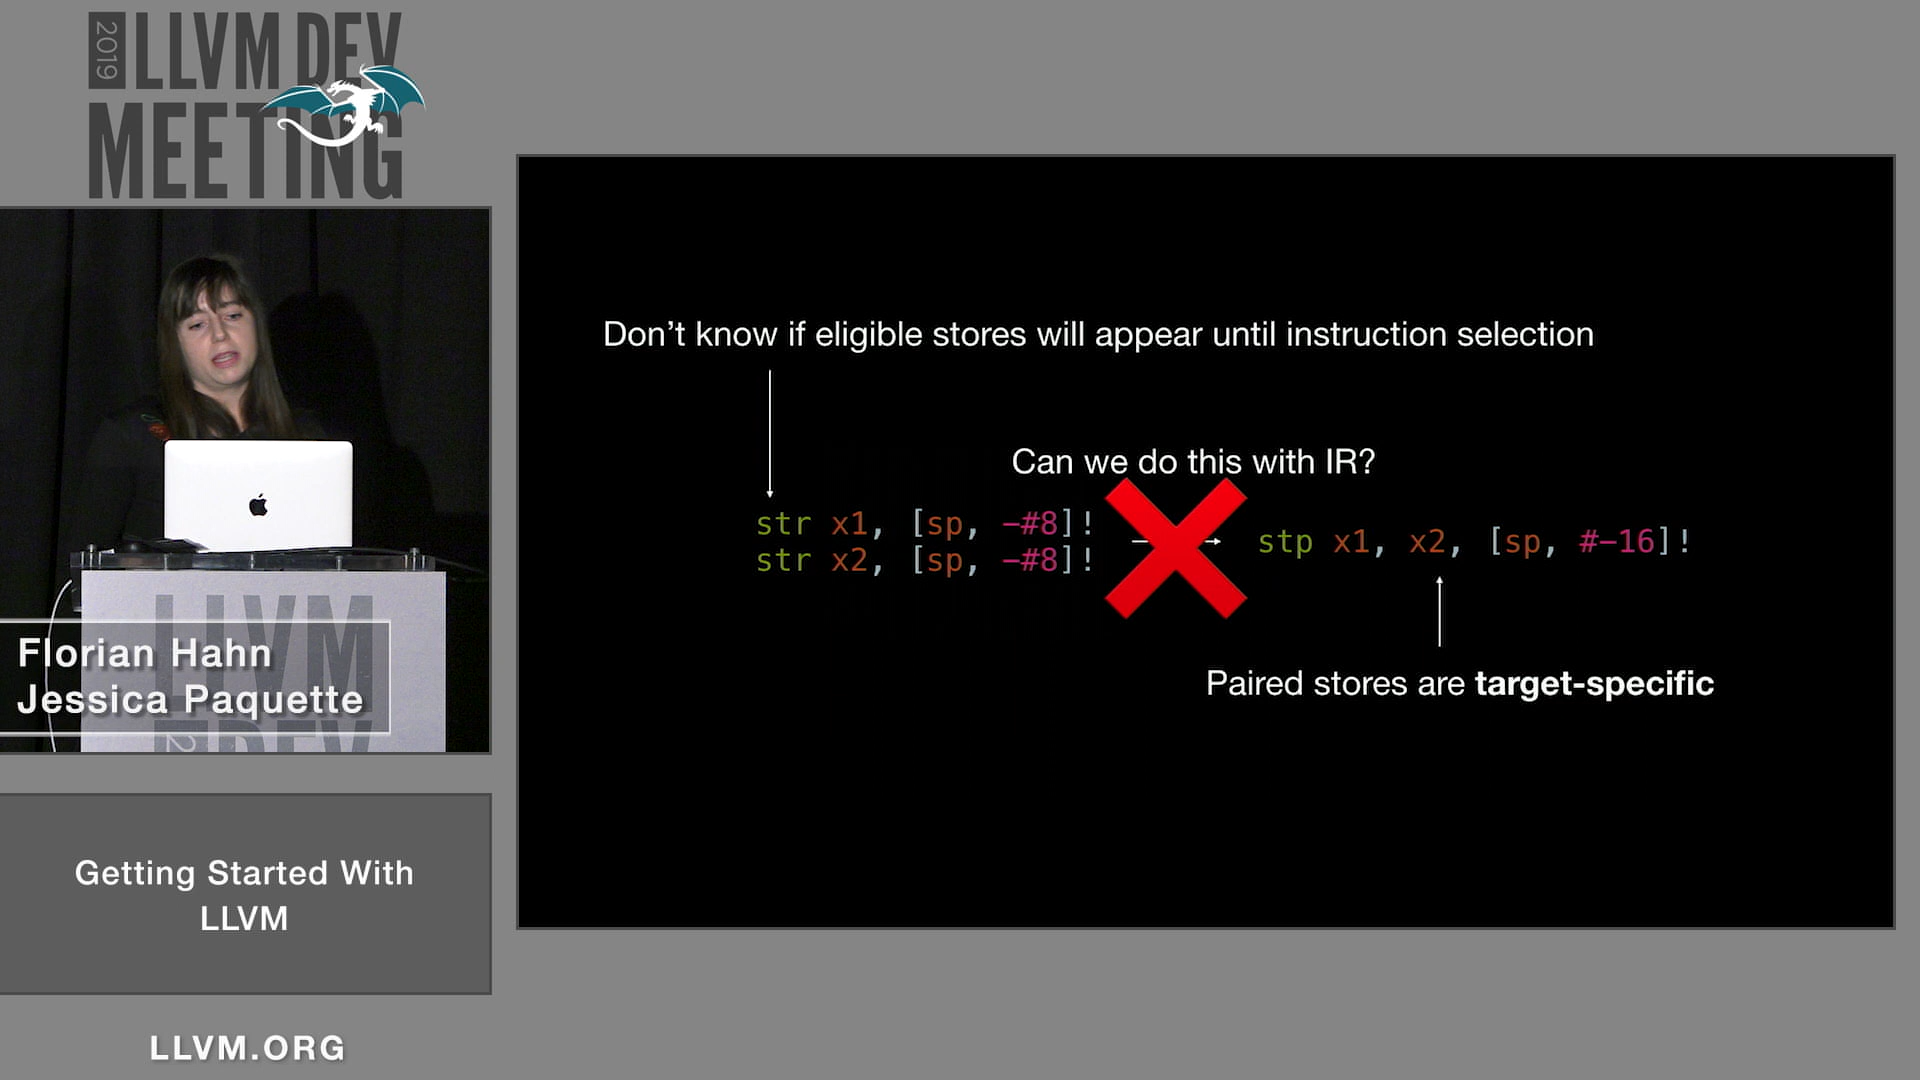 2019
LLVM DEV
MEETING
Don't know if eligible stores will appear until instruction selection
Can we do this with IR?
str x1, [sp, −#8]!
str x2, [sp, −#8]!
stp x1, x2, [sp, #−16]!
Paired stores are target-specific
LLVM
Florian Hahn
Jessica Paquette
Getting Started With
LLVM
LLVM.ORG